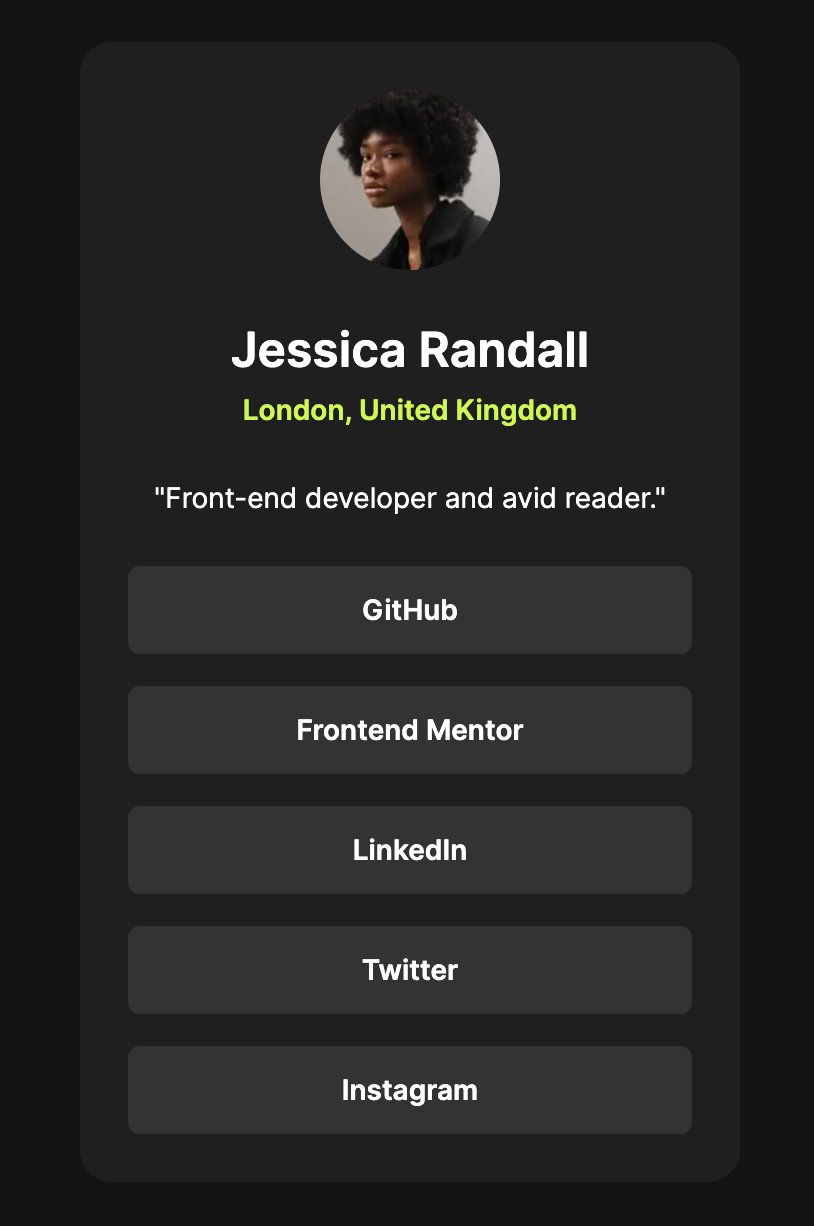 Jessica Randall
London, United Kingdom
"Front-end developer and avid reader."
GitHub
Frontend Mentor
LinkedIn
Twitter
Instagram